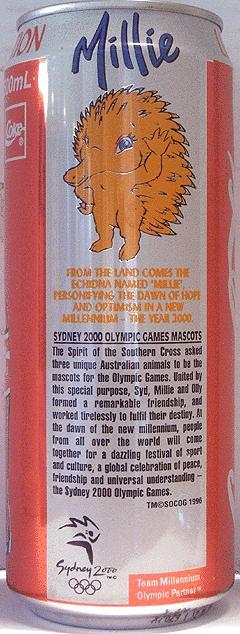 ION
Millie
500mL
Coke
FROM THE LAND COMES THE
ECHIDNA NAMED 'MILLIE',
PERSONIFYING THE DAWN OF HOPE
AND OPTIMISM IN A NEW
MILLENNIUM – THE YEAR 2000.
SYDNEY 2000 OLYMPIC GAMES MASCOTS
The Spirit of the Southern Cross asked
three unique Australian animals to be the
mascots for the Olympic Games. United by
this special purpose, Syd, Millie and Olly
formed a remarkable friendship, and
worked tirelessly to fulfil their destiny. At
the dawn of the new millennium, people
from all over the world will come
together for a dazzling festival of sport
and culture, a global celebration of peace,
friendship and universal understanding –
the Sydney 2000 Olympic Games.
TM©SOCOG 1996
Sydney 2000
Team Millennium
Olympic Partner™